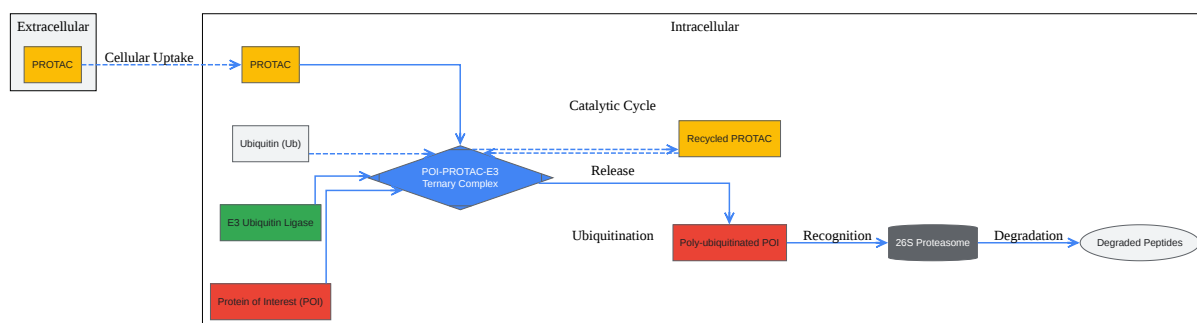 Extracellular
Intracellular
PROTAC
Cellular Uptake
PROTAC
Catalytic Cycle
Ubiquitin (Ub)
Recycled PROTAC
POI-PROTAC-E3
Ternary Complex
Release
E3 Ubiquitin Ligase
Ubiquitination
Poly-ubiquitinated POI
Recognition
26S Proteasome
Degradation
Degraded Peptides
Protein of Interest (POI)